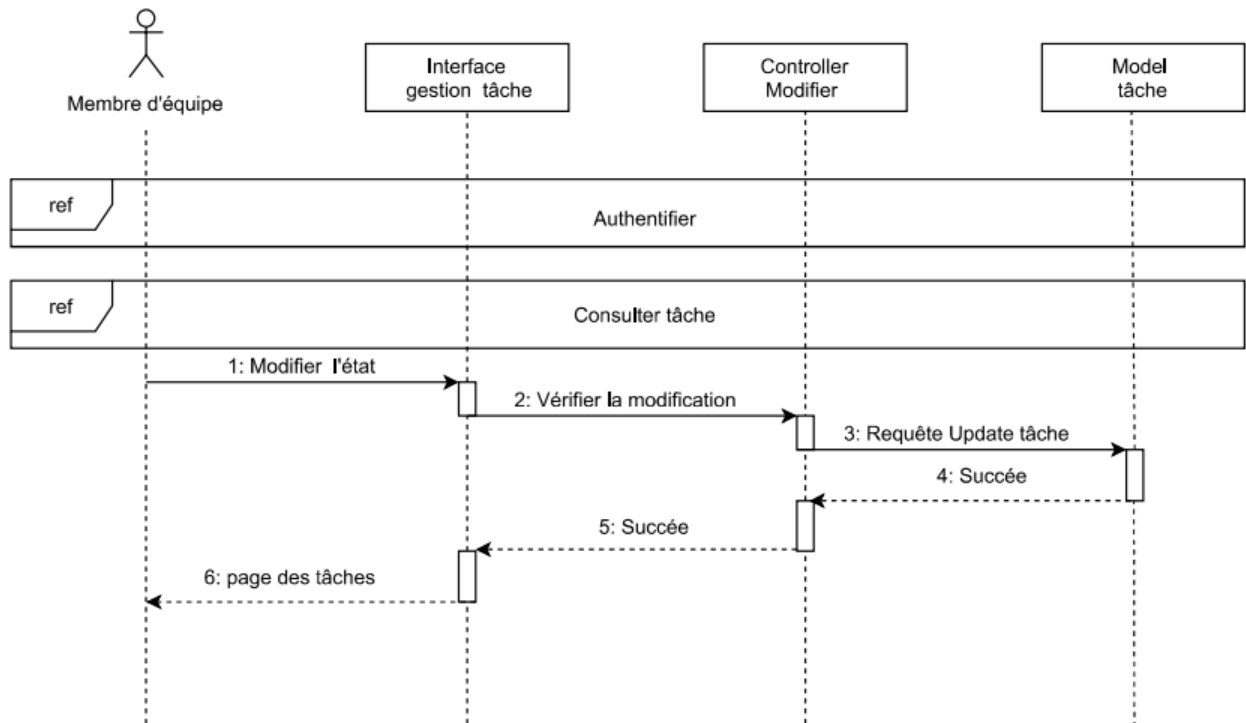 Membre d'équipe
Interface
gestion tâche
Controller
Modifier
Model
tâche
ref
Authentifier
ref
Consulter tâche
1: Modifier l'état
2: Vérifier la modification
3: Requête Update tâche
4: Succée
5: Succée
6: page des tâches